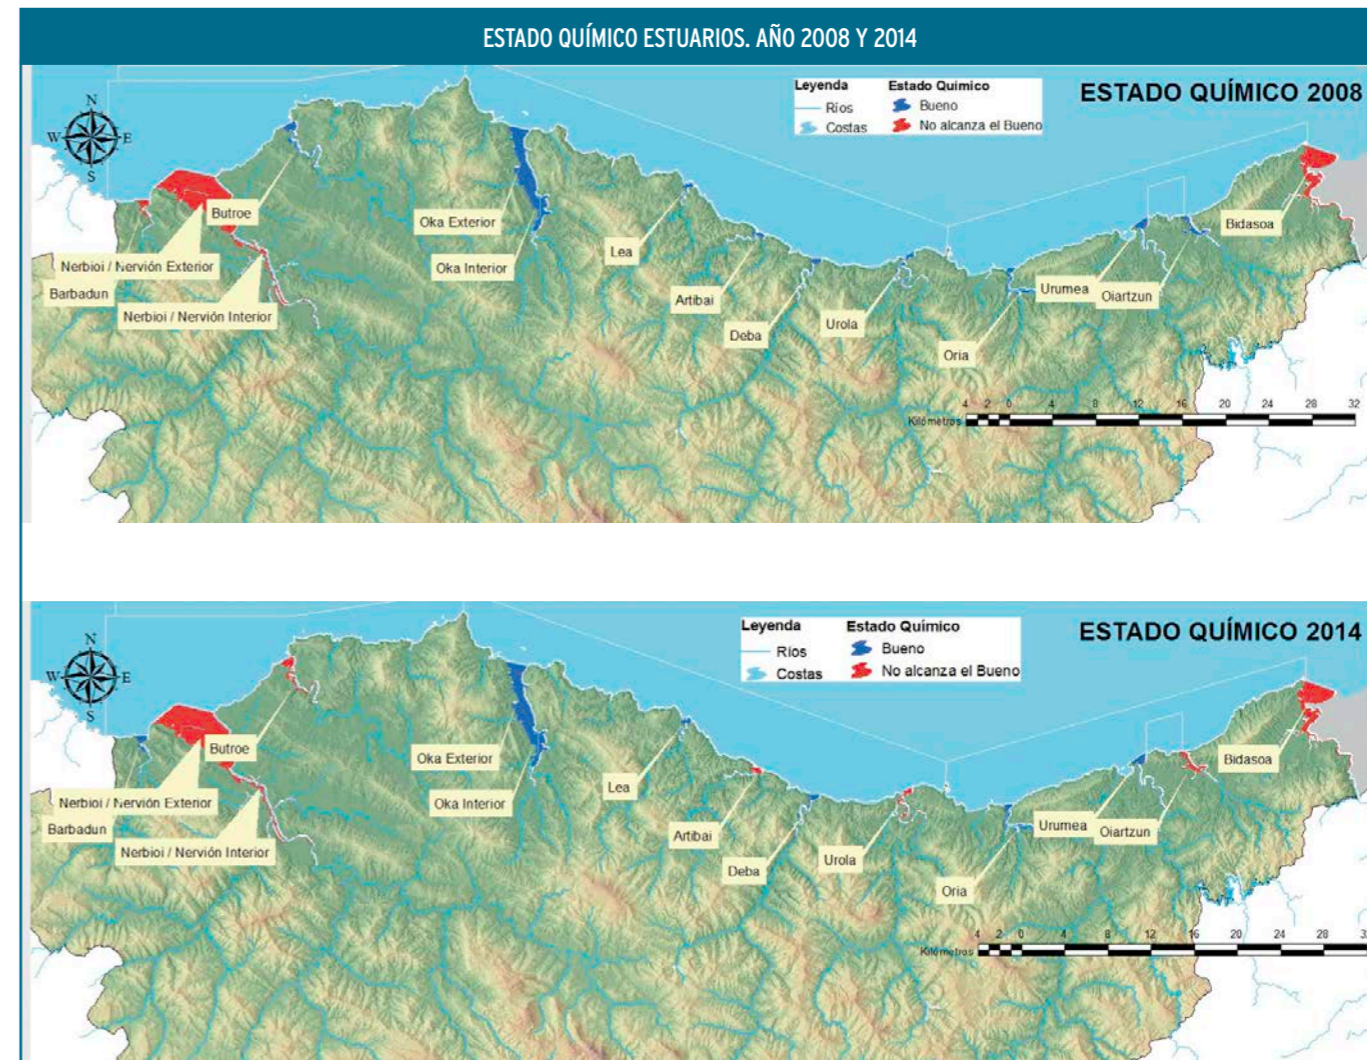 ESTADO QUÍMICO ESTUARIOS. AÑO 2008 Y 2014
ESTADO QUÍMICO 2008
Leyenda
Ríos
Costas
Estado Químico
Bueno
No alcanza el Bueno
N
W E
S
Butroe
Nerbioi / Nervión Exterior
Barbadun
Nerbioi / Nervión Interior
Oka Exterior
Oka Interior
Lea
Artibai
Deba
Urola
Oria
Urumea
Oiartzun
Bidasoa
Kilómetros
4 2 0 4 8 12 16 20 24 28 32
ESTADO QUÍMICO 2014
Leyenda
Ríos
Costas
Estado Químico
Bueno
No alcanza el Bueno
N
W E
S
Butroe
Nerbioi / Nervión Exterior
Barbadun
Nerbioi / Nervión Interior
Oka Exterior
Oka Interior
Lea
Artibai
Deba
Urola
Oria
Urumea
Oiartzun
Bidasoa
Kilómetros
4 2 0 4 8 12 16 20 24 28